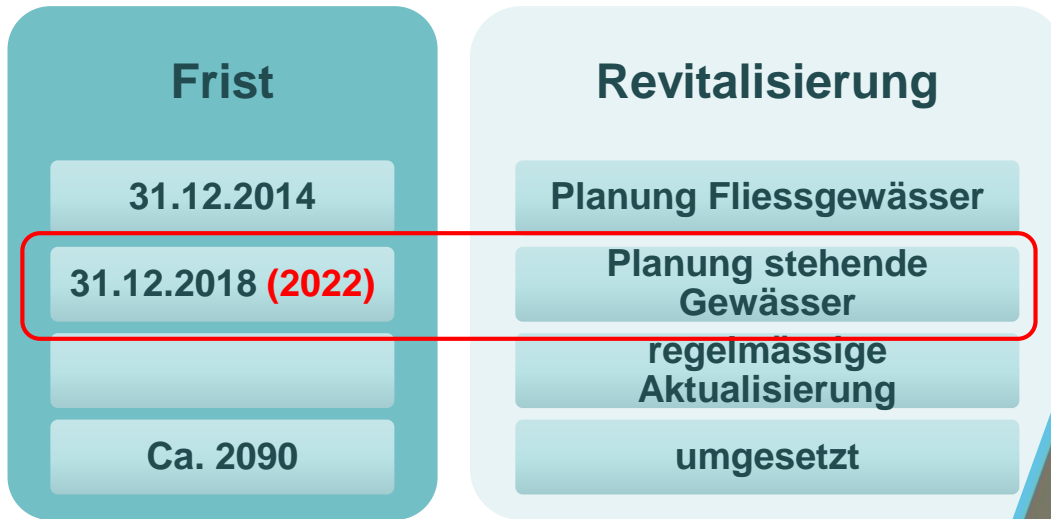 Frist
Revitalisierung
31.12.2014
Planung Fliessgewässer
31.12.2018 (2022)
Planung stehende
Gewässer
regelmässige
Aktualisierung
Ca. 2090
umgesetzt